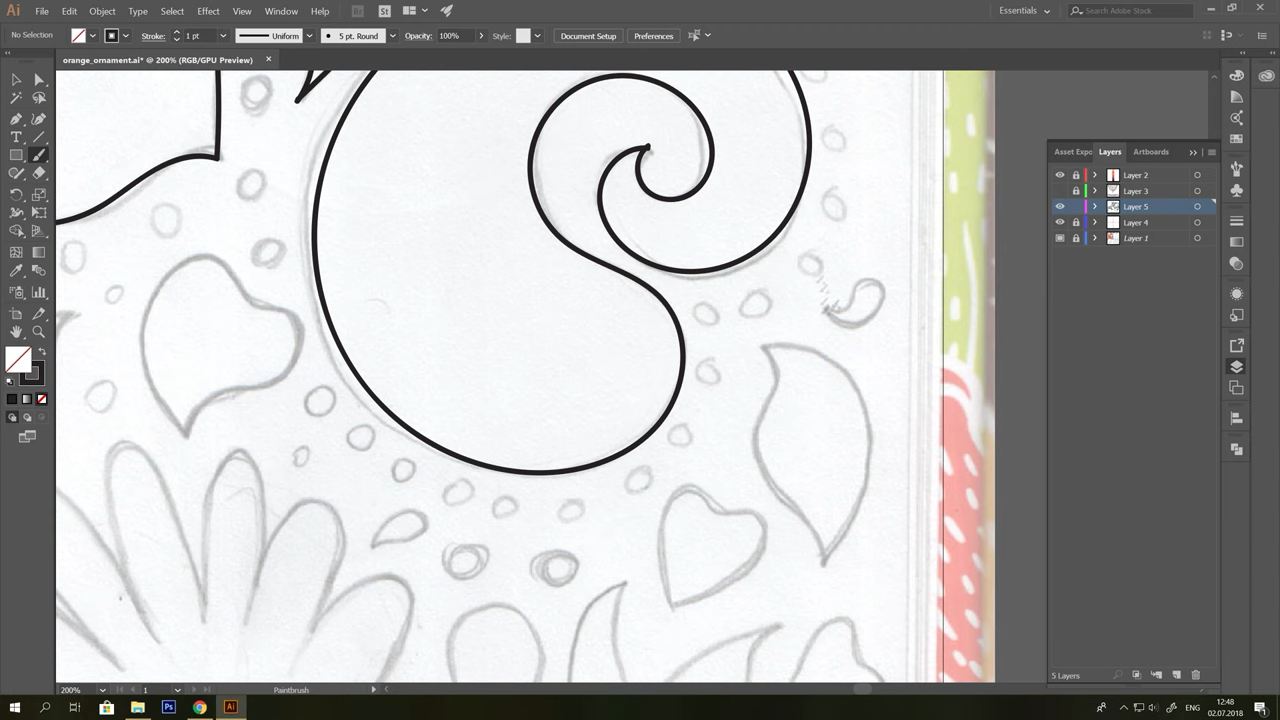 Ai File Edit Object Type Select Effect View Window Help Br St Essentials Search Adobe Stock
No Selection Stroke: 1 pt Uniform 5 pt. Round Opacity: 100% Style: Document Setup Preferences
orange_ornament.ai* @ 200% (RGB/GPU Preview)
Asset Expo Layers Artboards
Layer 2
Layer 3
Layer 5
Layer 4
Layer 1
5 Layers
200% 1 Paintbrush
Ps Ai ENG 12:48
02.07.2018